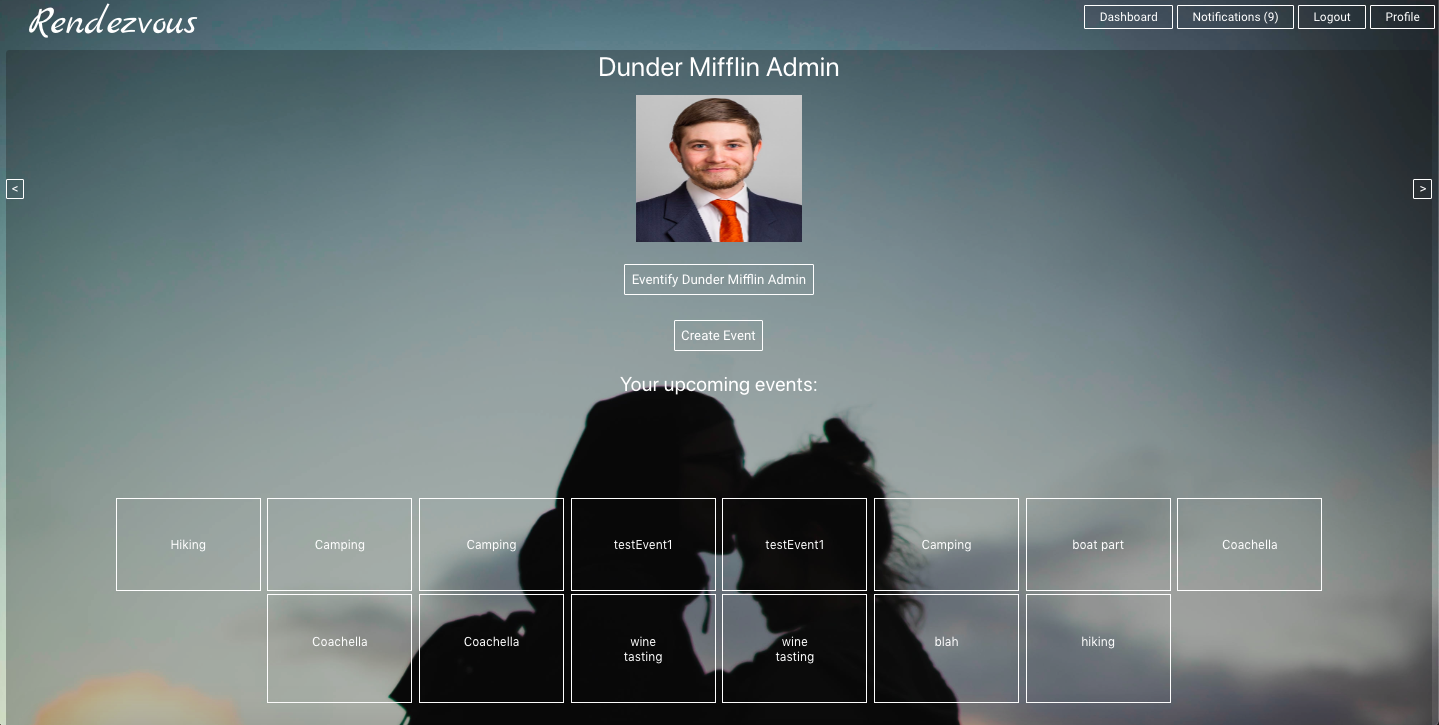 Rendezvous
Dashboard
Notifications (9)
Logout
Profile
Dunder Mifflin Admin
<
>
Eventify Dunder Mifflin Admin
Create Event
Your upcoming events:
Hiking
Camping
Camping
testEvent1
testEvent1
Camping
boat part
Coachella
Coachella
Coachella
wine
tasting
wine
tasting
blah
hiking